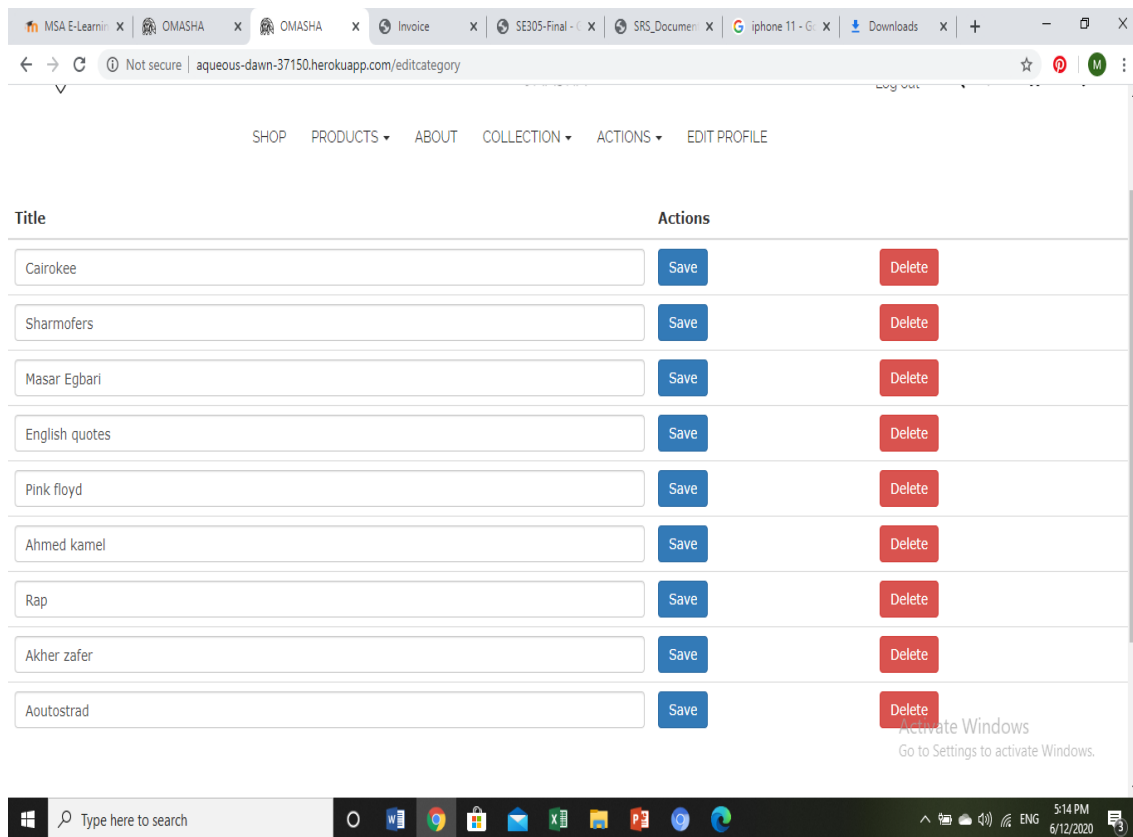 MSA E-Learnin OMASHA OMASHA Invoice SE305-Final - SRS_Documen iphone 11 - Go Downloads
Not secure aqueous-dawn-37150.herokuapp.com/editcategory M
Log out
SHOP PRODUCTS ABOUT COLLECTION ACTIONS EDIT PROFILE
Title Actions
Cairokee Save Delete
Sharmofers Save Delete
Masar Egbari Save Delete
English quotes Save Delete
Pink floyd Save Delete
Ahmed kamel Save Delete
Rap Save Delete
Akher zafer Save Delete
Aoutostrad Save Delete
Activate Windows
Go to Settings to activate Windows.
Type here to search ENG 5:14 PM
6/12/2020 3